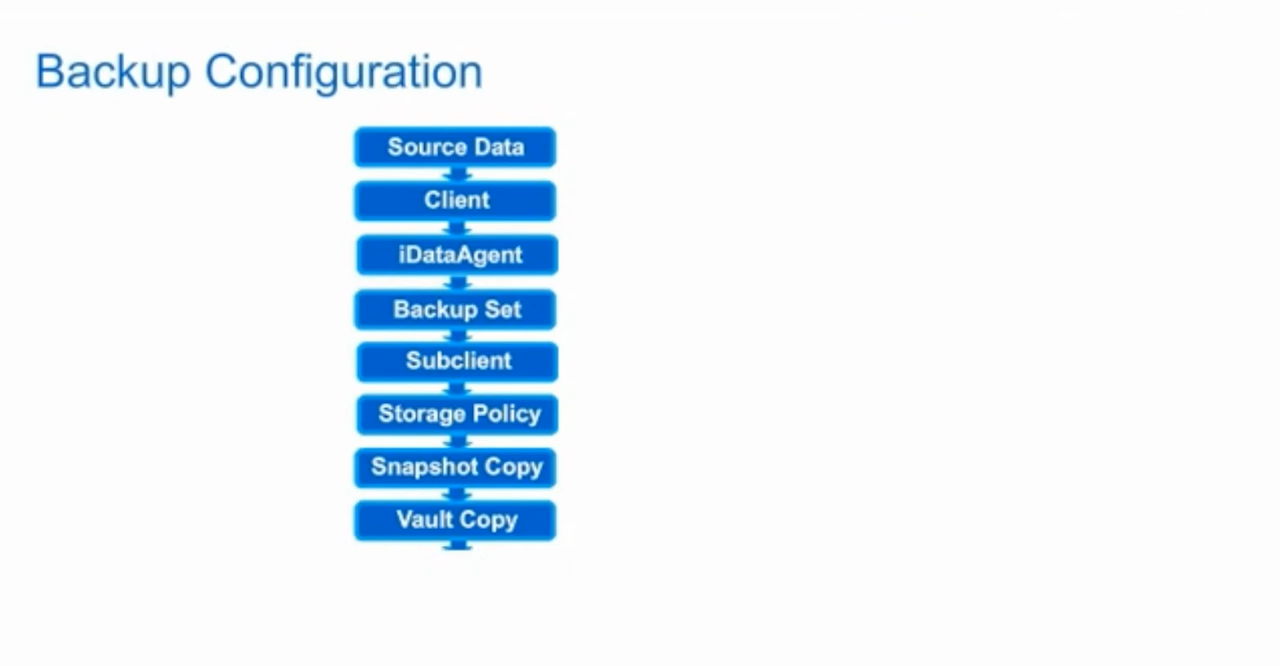 Backup Configuration
Source Data
Client
iDataAgent
Backup Set
Subclient
Storage Policy
Snapshot Copy
Vault Copy